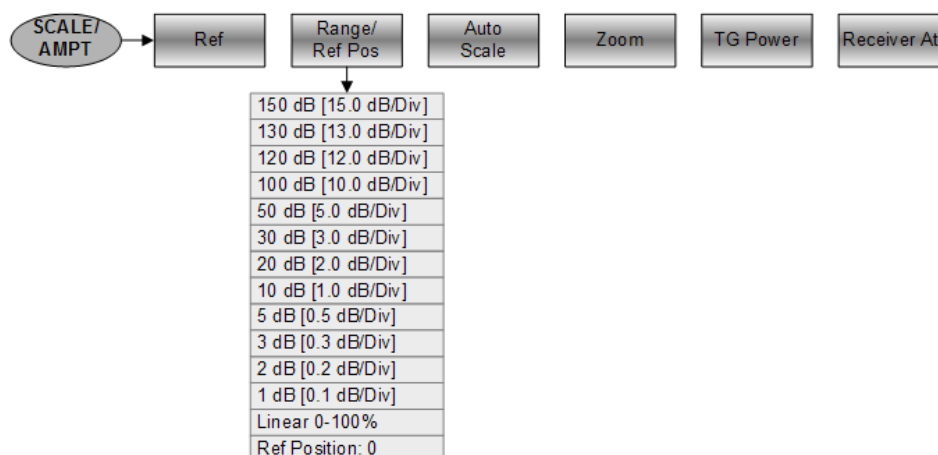 SCALE/
AMPT
Ref
Range/
Ref Pos
Auto
Scale
Zoom
TG Power
Receiver At
150 dB [15.0 dB/Div]
130 dB [13.0 dB/Div]
120 dB [12.0 dB/Div]
100 dB [10.0 dB/Div]
50 dB [5.0 dB/Div]
30 dB [3.0 dB/Div]
20 dB [2.0 dB/Div]
10 dB [1.0 dB/Div]
5 dB [0.5 dB/Div]
3 dB [0.3 dB/Div]
2 dB [0.2 dB/Div]
1 dB [0.1 dB/Div]
Linear 0-100%
Ref Position: 0